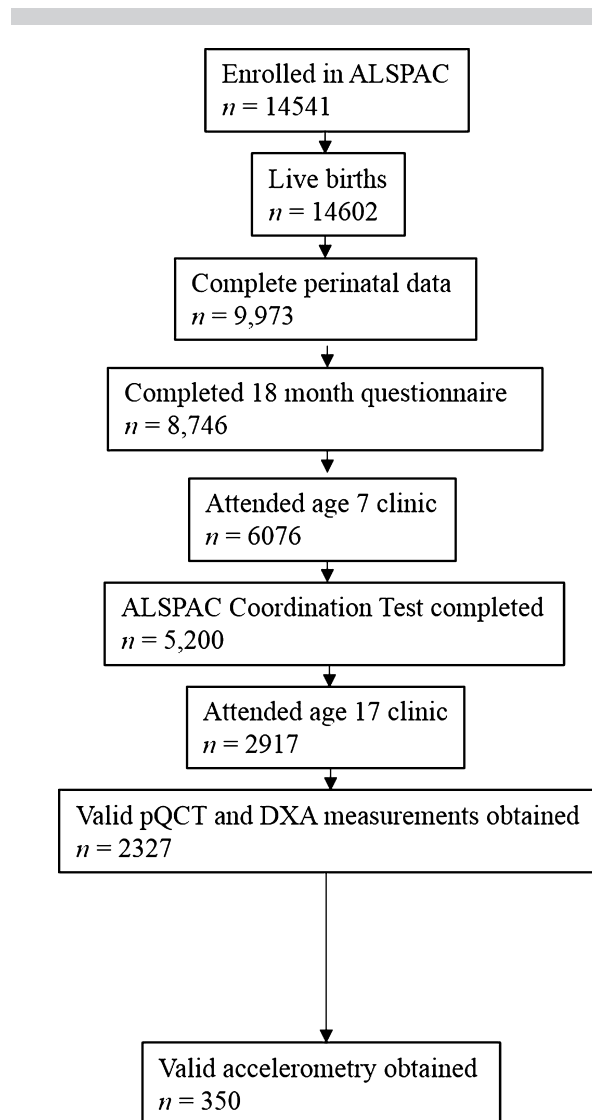 Enrolled in ALSPAC
n = 14541
Live births
n = 14602
Complete perinatal data
n = 9,973
Completed 18 month questionnaire
n = 8,746
Attended age 7 clinic
n = 6076
ALSPAC Coordination Test completed
n = 5,200
Attended age 17 clinic
n = 2917
Valid pQCT and DXA measurements obtained
n = 2327
Valid accelerometry obtained
n = 350